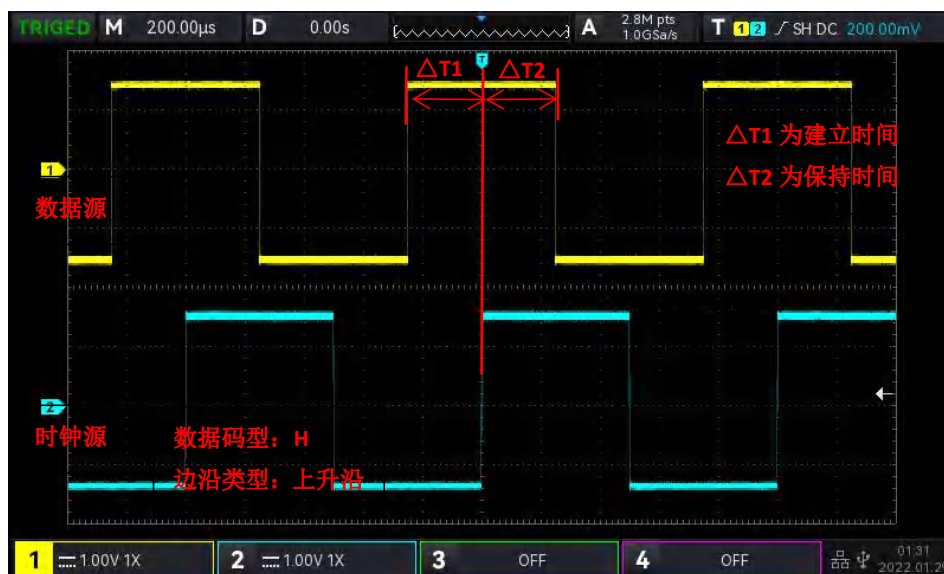 TRIGED M 200.00μs D 0.00s A 2.8M pts 1.0GSa/s T 1 2 SH DC 200.00mV
T
△T1 △T2
△T1 为建立时间
1
△T2 为保持时间
数据源
2
时钟源
数据码型：H
边沿类型：上升沿
1 1.00V 1X 2 1.00V 1X 3 OFF 4 OFF 01:31